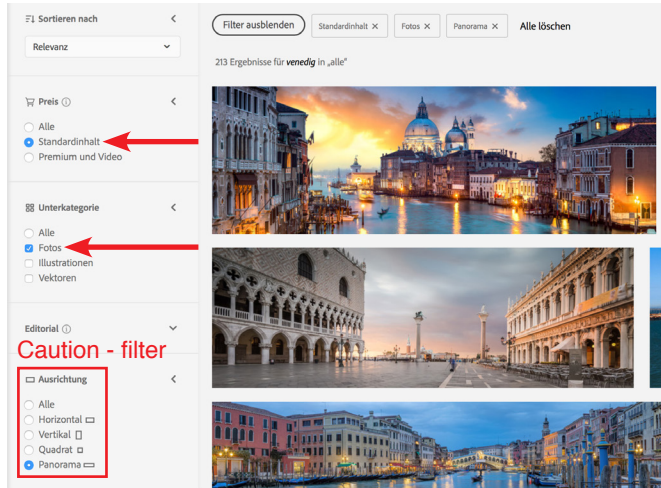 Sortieren nach
Relevanz
Preis
Alle
Standardinhalt
Premium und Video
Unterkategorie
Alle
Fotos
Illustrationen
Vektoren
Editorial
Caution - filter
Ausrichtung
Alle
Horizontal
Vertikal
Quadrat
Panorama
Filter ausblenden Standardinhalt × Fotos × Panorama × Alle löschen
213 Ergebnisse für venedig in „alle“